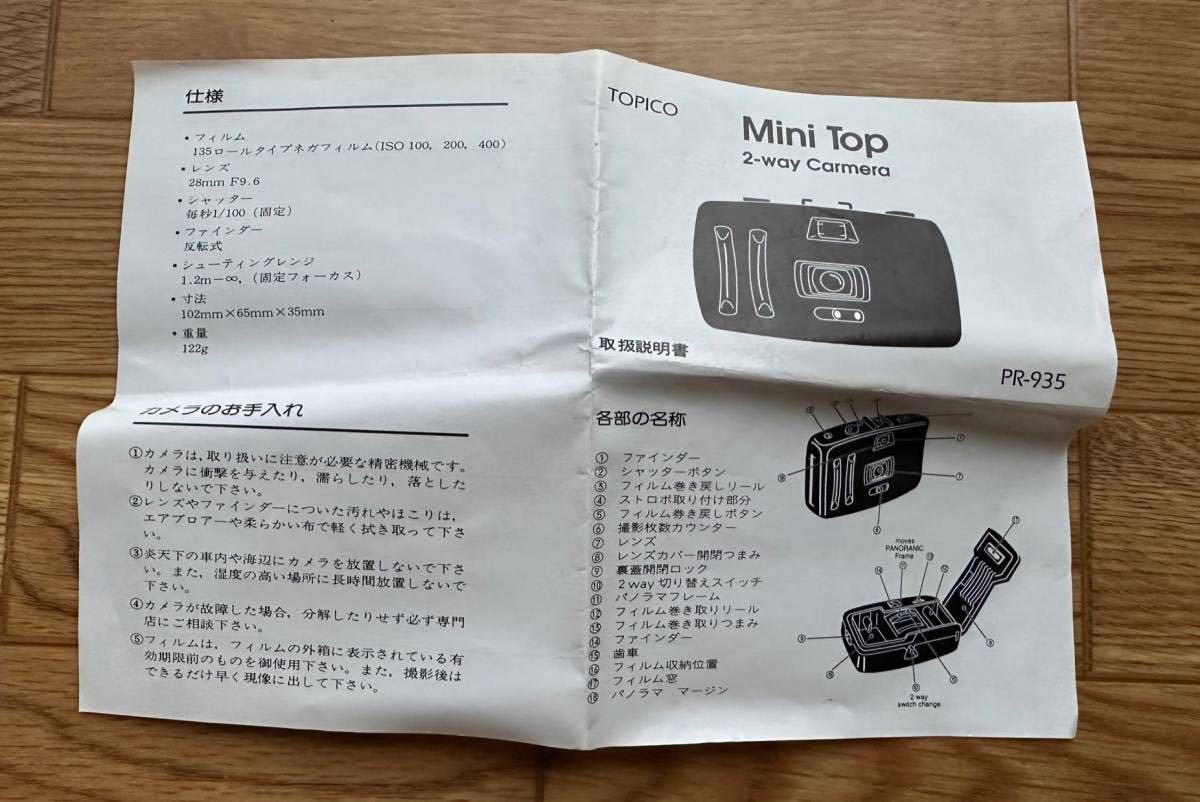 仕様
・フィルム
135ロールタイプネガフィルム(ISO 100, 200, 400)
・レンズ
28mm F9.6
・シャッター
毎秒1/100 (固定)
・ファインダー
反転式
・シューティングレンジ
1.2m−∞, (固定フォーカス)
・寸法
102mm×65mm×35mm
・重量
122g
TOPICO
Mini Top
2-way Carmera
取扱説明書
PR-935
カメラのお手入れ
①カメラは,取り扱いに注意が必要な精密機械です。
カメラに衝撃を与えたり,濡らしたり,落とした
りしないで下さい。
②レンズやファインダーについた汚れやほこりは,
エアブロアーや柔らかい布で軽く拭き取って下さ
い。
③炎天下の車内や海辺にカメラを放置しないで下さ
い。また,湿度の高い場所に長時間放置しないで
下さい。
④カメラが故障した場合,分解したりせず必ず専門
店にご相談下さい。
⑤フィルムは,フィルムの外箱に表示されている有
効期限前のものを御使用下さい。また,撮影後は
できるだけ早く現像に出して下さい。
各部の名称
① ファインダー
② シャッターボタン
③ フィルム巻き戻しリール
④ ストロボ取り付け部分
⑤ フィルム巻き戻しボタン
⑥ 撮影枚数カウンター
⑦ レンズ
⑧ レンズカバー開閉つまみ
⑨ 裏蓋開閉ロック
⑩ 2way切り替えスイッチ
⑪ パノラマフレーム
⑫ フィルム巻き取りリール
⑬ フィルム巻き取りつまみ
⑭ ファインダー
⑮ 歯車
⑯ フィルム収納位置
⑰ フィルム窓
⑱ パノラマ マージン
moves
PANORAMIC
Frame
2 way
switch change